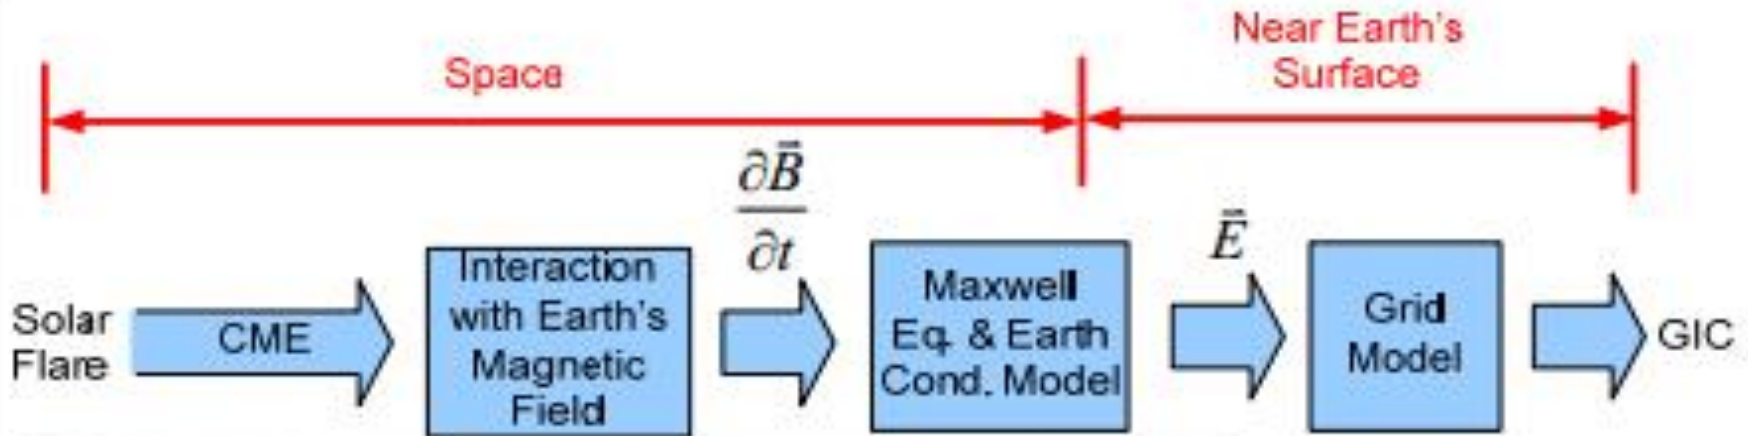 Space
Near Earth's
Surface
∂B⃗
∂t
E⃗
Solar
Flare
CME
Interaction
with Earth's
Magnetic
Field
Maxwell
Eq. & Earth
Cond. Model
Grid
Model
GIC